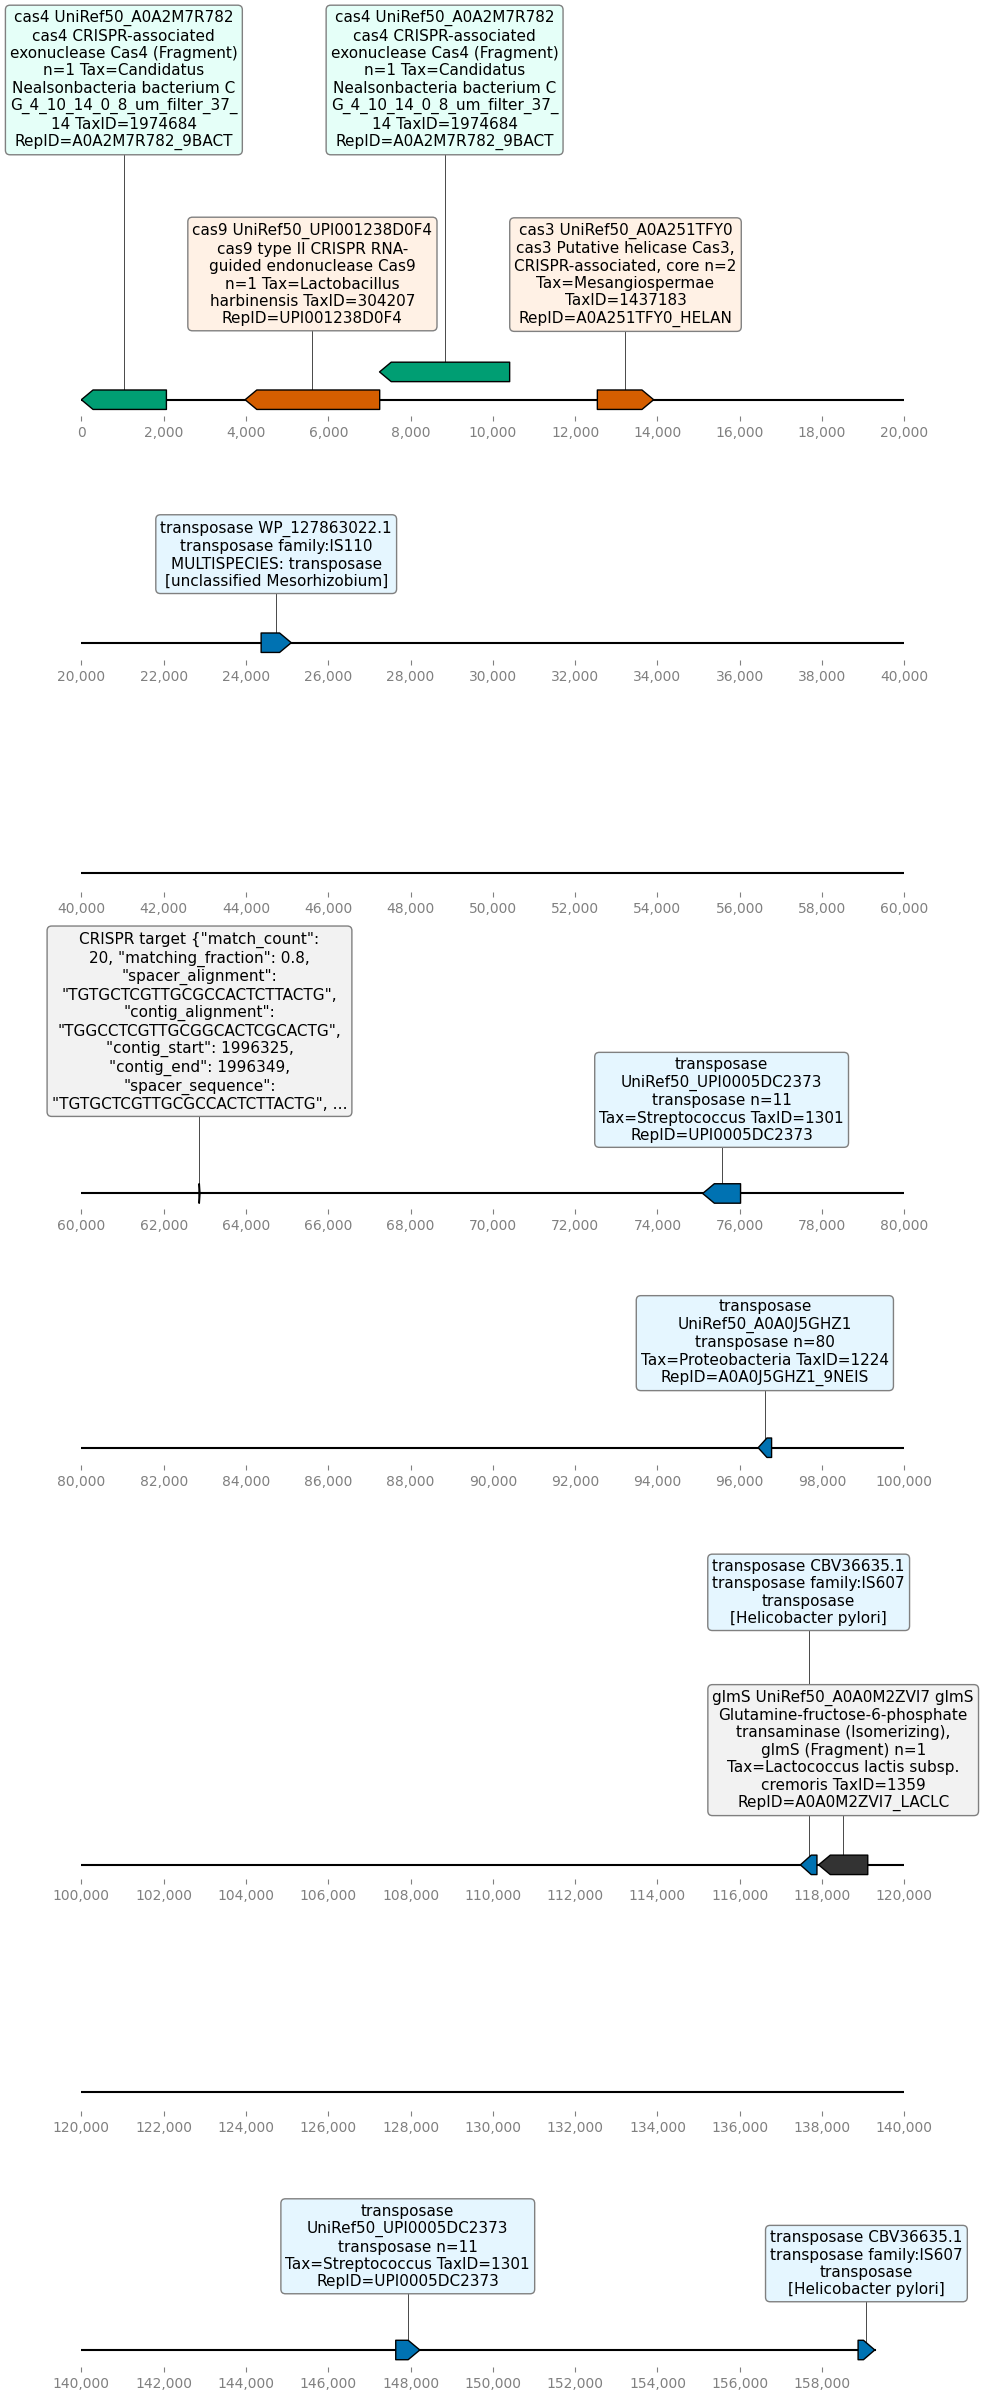 cas4 UniRef50_A0A2M7R782
cas4 CRISPR-associated
exonuclease Cas4 (Fragment)
n=1 Tax=Candidatus
Nealsonbacteria bacterium C
G_4_10_14_0_8_um_filter_37_
14 TaxID=1974684
RepID=A0A2M7R782_9BACT
cas4 UniRef50_A0A2M7R782
cas4 CRISPR-associated
exonuclease Cas4 (Fragment)
n=1 Tax=Candidatus
Nealsonbacteria bacterium C
G_4_10_14_0_8_um_filter_37_
14 TaxID=1974684
RepID=A0A2M7R782_9BACT
cas9 UniRef50_UPI001238D0F4
cas9 type II CRISPR RNA-
guided endonuclease Cas9
n=1 Tax=Lactobacillus
harbinensis TaxID=304207
RepID=UPI001238D0F4
cas3 UniRef50_A0A251TFY0
cas3 Putative helicase Cas3,
CRISPR-associated, core n=2
Tax=Mesangiospermae
TaxID=1437183
RepID=A0A251TFY0_HELAN
0 2,000 4,000 6,000 8,000 10,000 12,000 14,000 16,000 18,000 20,000
transposase WP_127863022.1
transposase family:IS110
MULTISPECIES: transposase
[unclassified Mesorhizobium]
20,000 22,000 24,000 26,000 28,000 30,000 32,000 34,000 36,000 38,000 40,000
40,000 42,000 44,000 46,000 48,000 50,000 52,000 54,000 56,000 58,000 60,000
CRISPR target {"match_count":
20, "matching_fraction": 0.8,
"spacer_alignment":
"TGTGCTCGTTGCGCCACTCTTACTG",
"contig_alignment":
"TGGCCTCGTTGCGGCACTCGCACTG",
"contig_start": 1996325,
"contig_end": 1996349,
"spacer_sequence":
"TGTGCTCGTTGCGCCACTCTTACTG", ...
transposase
UniRef50_UPI0005DC2373
transposase n=11
Tax=Streptococcus TaxID=1301
RepID=UPI0005DC2373
60,000 62,000 64,000 66,000 68,000 70,000 72,000 74,000 76,000 78,000 80,000
transposase
UniRef50_A0A0J5GHZ1
transposase n=80
Tax=Proteobacteria TaxID=1224
RepID=A0A0J5GHZ1_9NEIS
80,000 82,000 84,000 86,000 88,000 90,000 92,000 94,000 96,000 98,000 100,000
transposase CBV36635.1
transposase family:IS607
transposase
[Helicobacter pylori]
glmS UniRef50_A0A0M2ZVI7 glmS
Glutamine-fructose-6-phosphate
transaminase (Isomerizing),
glmS (Fragment) n=1
Tax=Lactococcus lactis subsp.
cremoris TaxID=1359
RepID=A0A0M2ZVI7_LACLC
100,000 102,000 104,000 106,000 108,000 110,000 112,000 114,000 116,000 118,000 120,000
120,000 122,000 124,000 126,000 128,000 130,000 132,000 134,000 136,000 138,000 140,000
transposase
UniRef50_UPI0005DC2373
transposase n=11
Tax=Streptococcus TaxID=1301
RepID=UPI0005DC2373
transposase CBV36635.1
transposase family:IS607
transposase
[Helicobacter pylori]
140,000 142,000 144,000 146,000 148,000 150,000 152,000 154,000 156,000 158,000